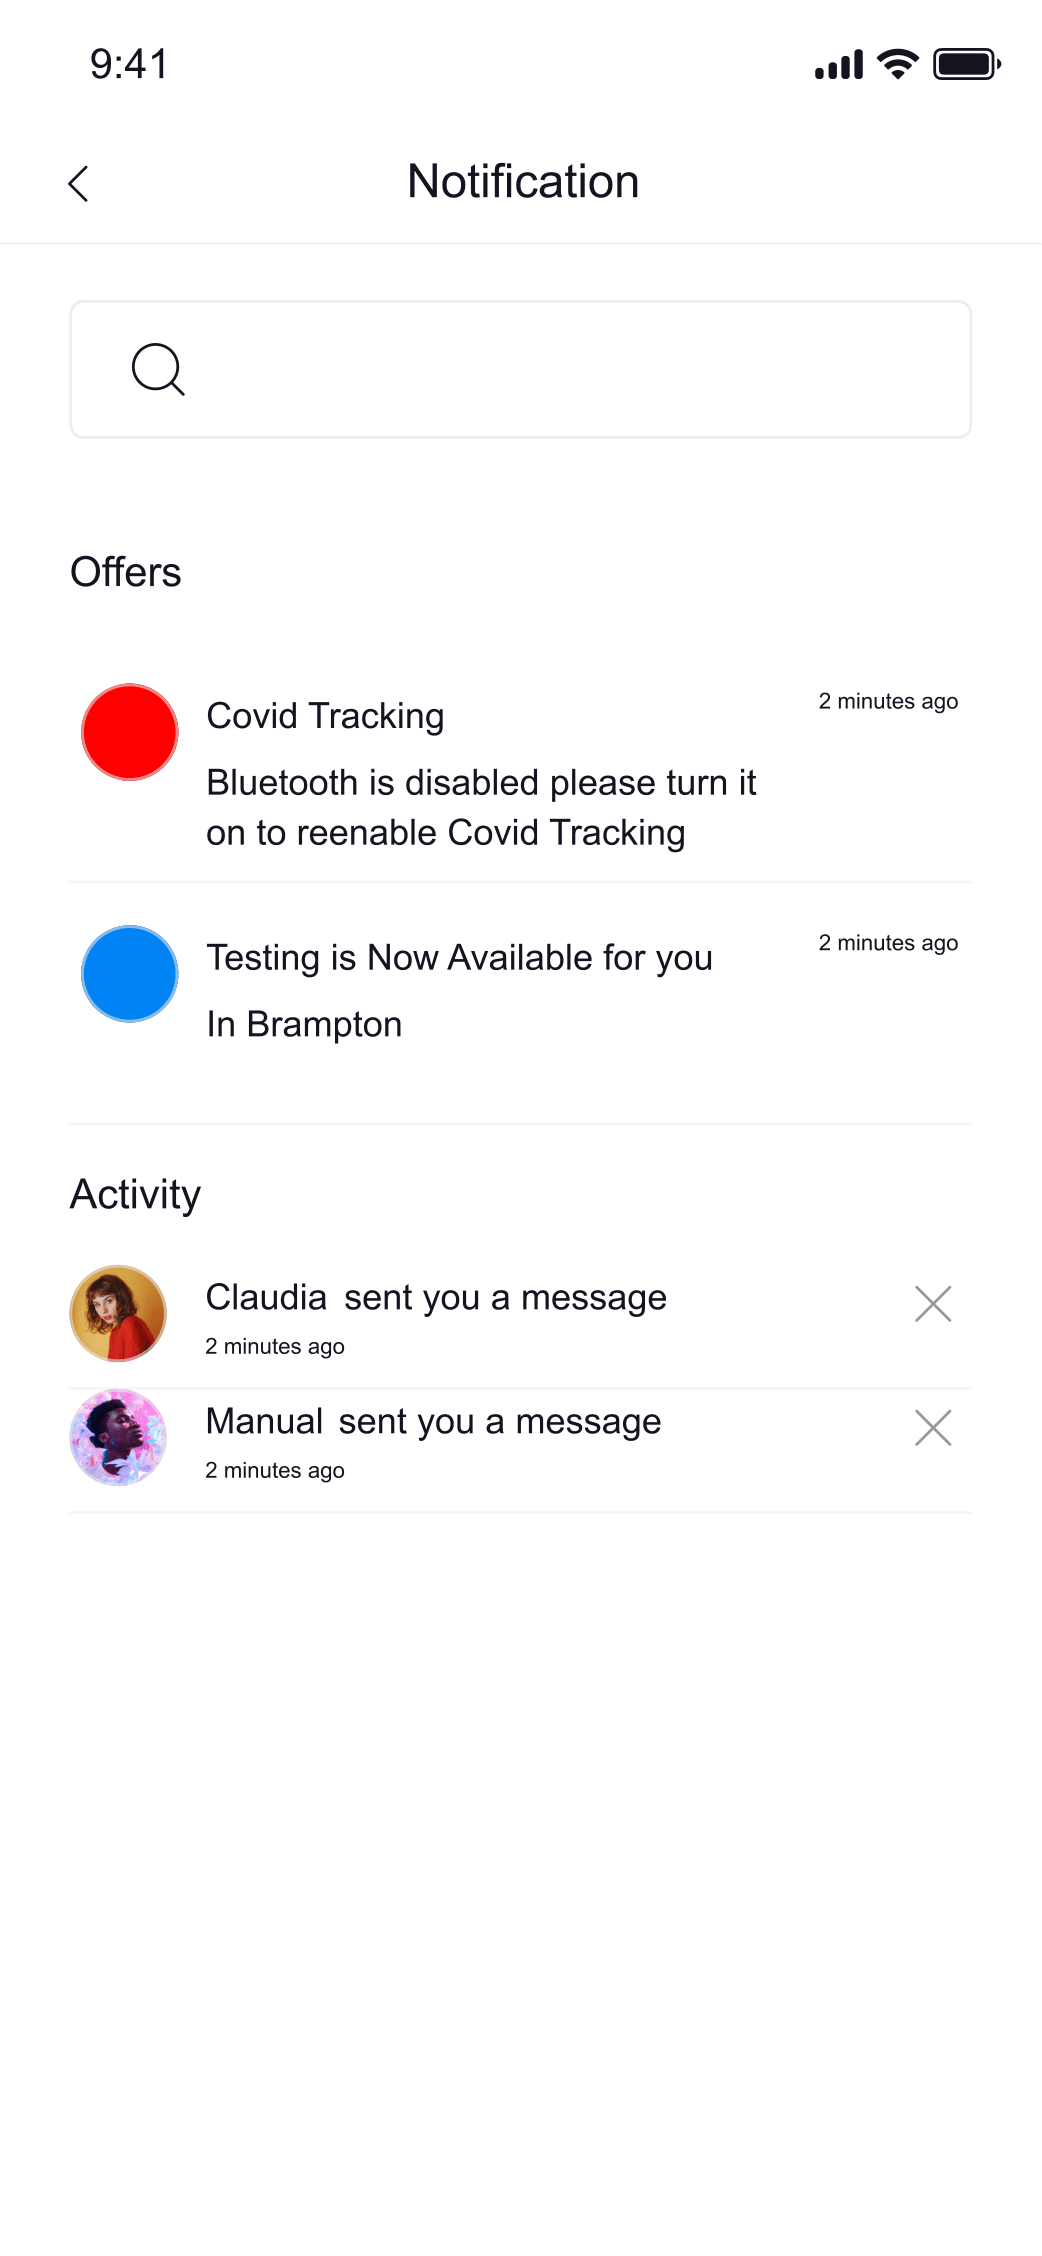 9:41
Notification
Offers
Covid Tracking
2 minutes ago
Bluetooth is disabled please turn it
on to reenable Covid Tracking
Testing is Now Available for you
2 minutes ago
In Brampton
Activity
Claudia sent you a message
2 minutes ago
Manual sent you a message
2 minutes ago